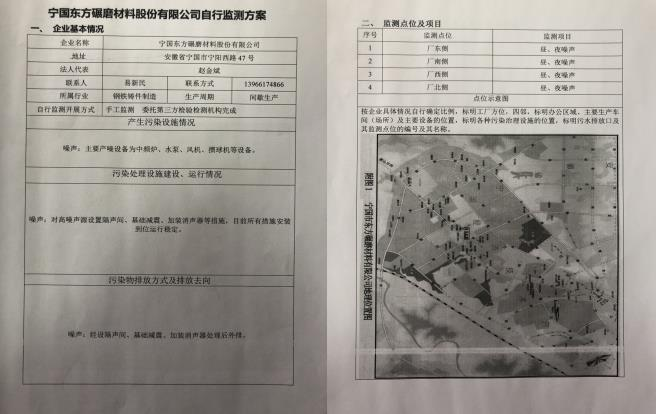 宁国东方碾磨材料股份有限公司自行监测方案
一、 企业基本情况
企业名称 宁国东方碾磨材料股份有限公司
地址 安徽省宁国市宁阳西路 47 号
法人代表 赵金斌
联系人 易新民 联系方式 13966174866
所属行业 钢铁铸件制造 生产周期 间歇生产
自行监测开展方式 手工监测 委托第三方检验检测机构完成
产生污染设施情况
噪声：主要产噪设备为中频炉、水泵、风机、摆球机等设备。
污染处理设施建设、运行情况
噪声：对高噪声源设置隔声间、基础减震、加装消声器等措施，目前所有措施安装
到位运行稳定。
污染物排放方式及排放去向
噪声：经设隔声间、基础减震、加装消声器处理后外排。
二、 监测点位及项目
序号 监测点位 监测项目
1 厂东侧 昼、夜噪声
2 厂南侧 昼、夜噪声
3 厂西侧 昼、夜噪声
4 厂北侧 昼、夜噪声
点位示意图
按企业具体情况自行确定比例，标明工厂方位，四邻，标明办公区域、主要生产车
间（场所）及主要设备的位置，标明各种污染治理设施的位置，标明污水排放口及
其监测点位的编号及其名称。
附图 1 宁国市东方碾磨材料有限公司地理位置图